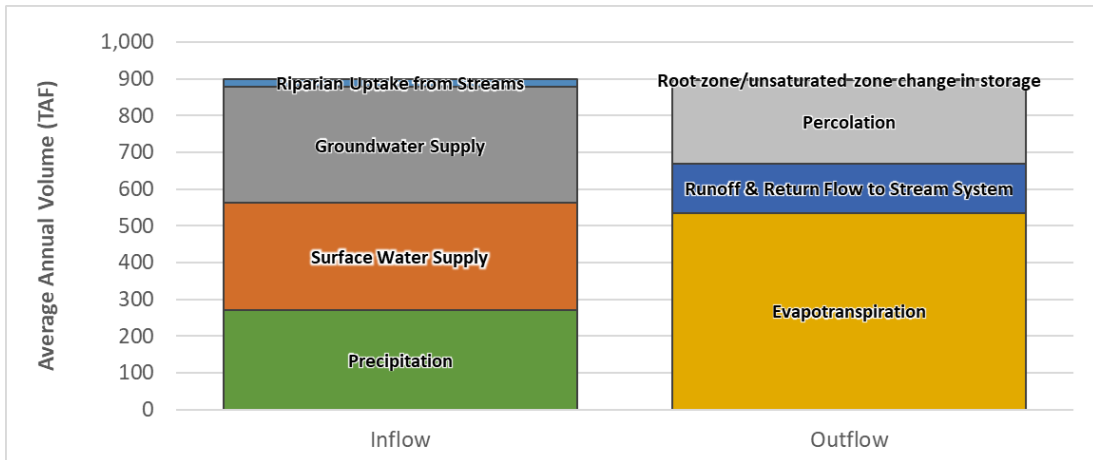 1,000
900
800
700
600
500
400
300
200
100
0
Average Annual Volume (TAF)
Riparian Uptake from Streams
Groundwater Supply
Surface Water Supply
Precipitation
Root zone/unsaturated zone change in storage
Percolation
Runoff & Return Flow to Stream System
Evapotranspiration
Inflow
Outflow